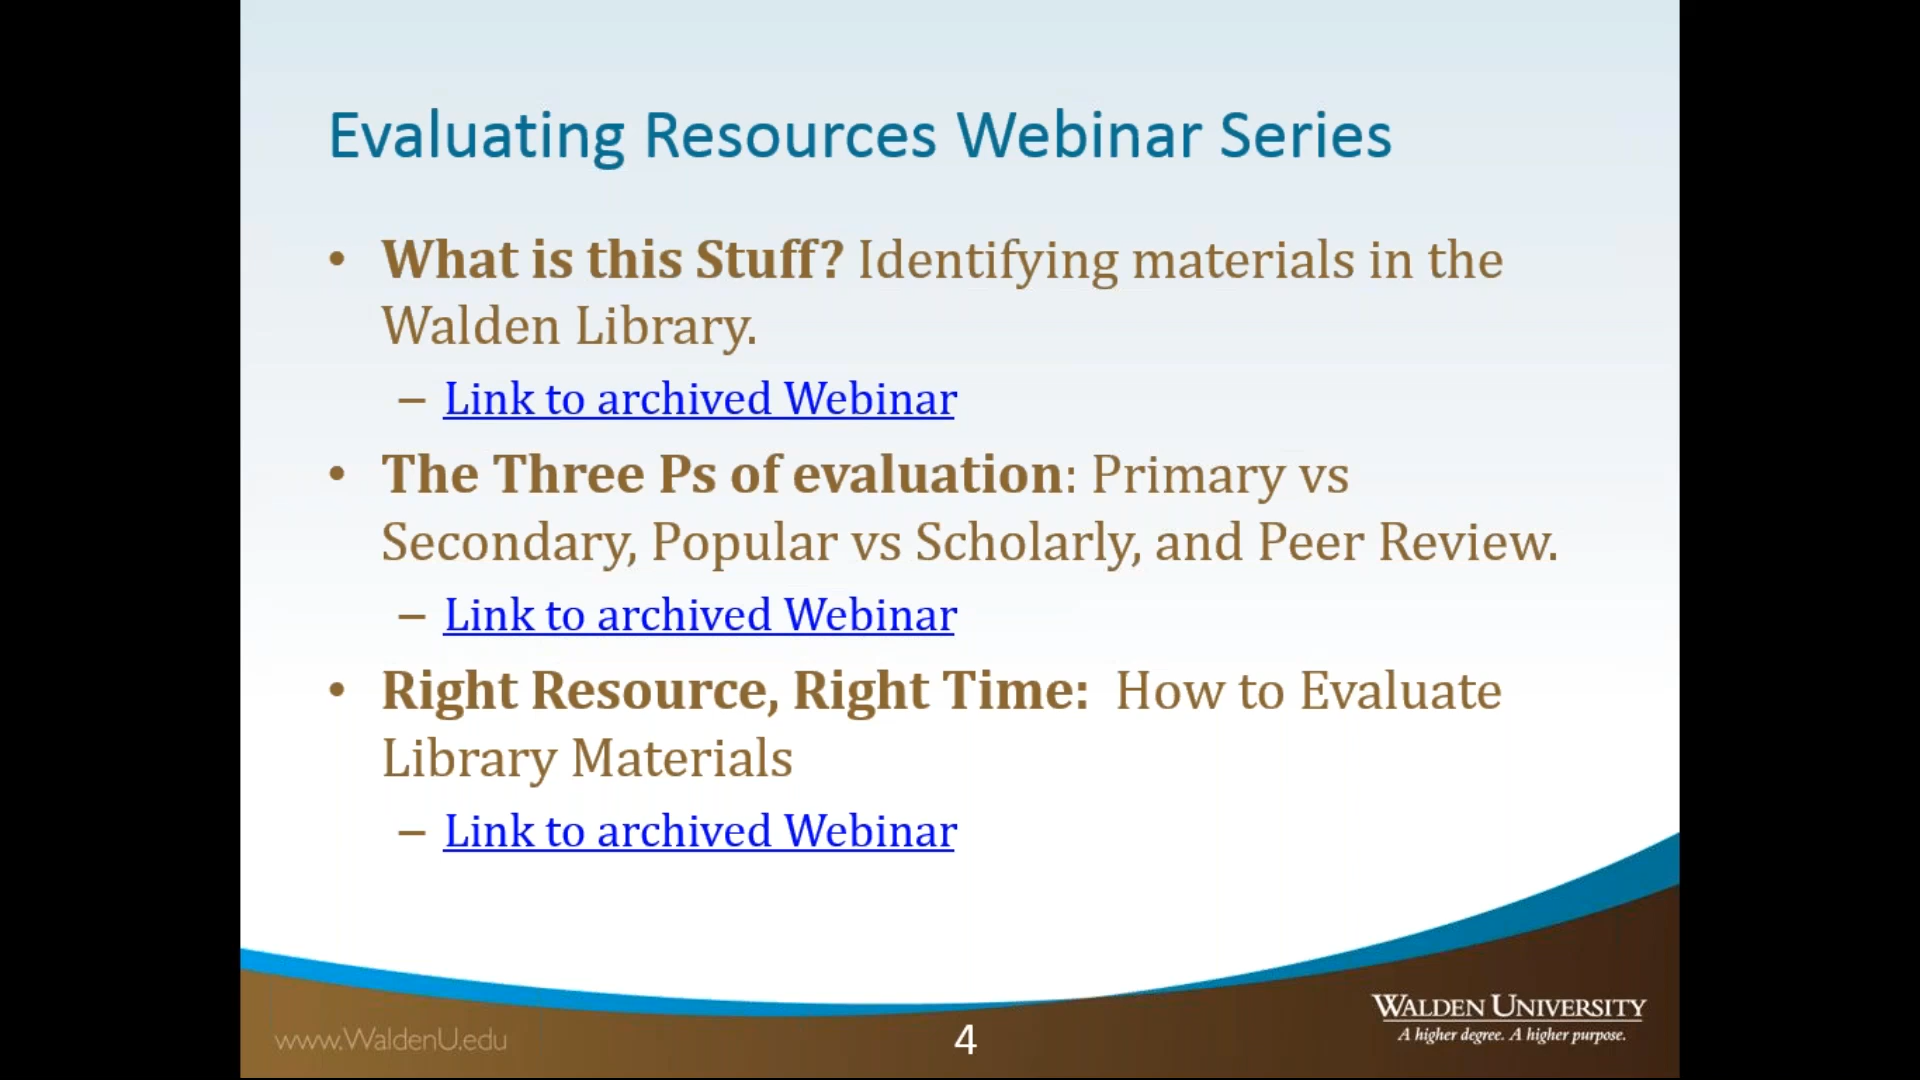 Evaluating Resources Webinar Series
• What is this Stuff? Identifying materials in the
Walden Library.
– Link to archived Webinar
• The Three Ps of evaluation: Primary vs
Secondary, Popular vs Scholarly, and Peer Review.
– Link to archived Webinar
• Right Resource, Right Time: How to Evaluate
Library Materials
– Link to archived Webinar
www.WaldenU.edu
4
WALDEN UNIVERSITY
A higher degree. A higher purpose.